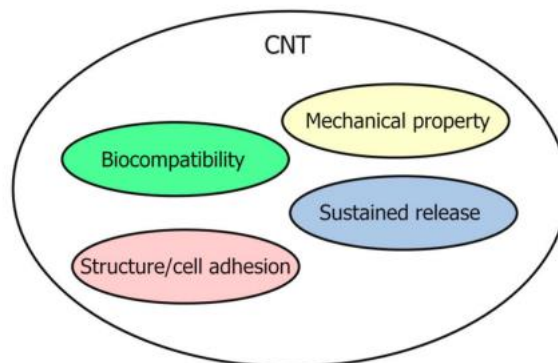 CNT
Mechanical property
Biocompatibility
Sustained release
Structure/cell adhesion